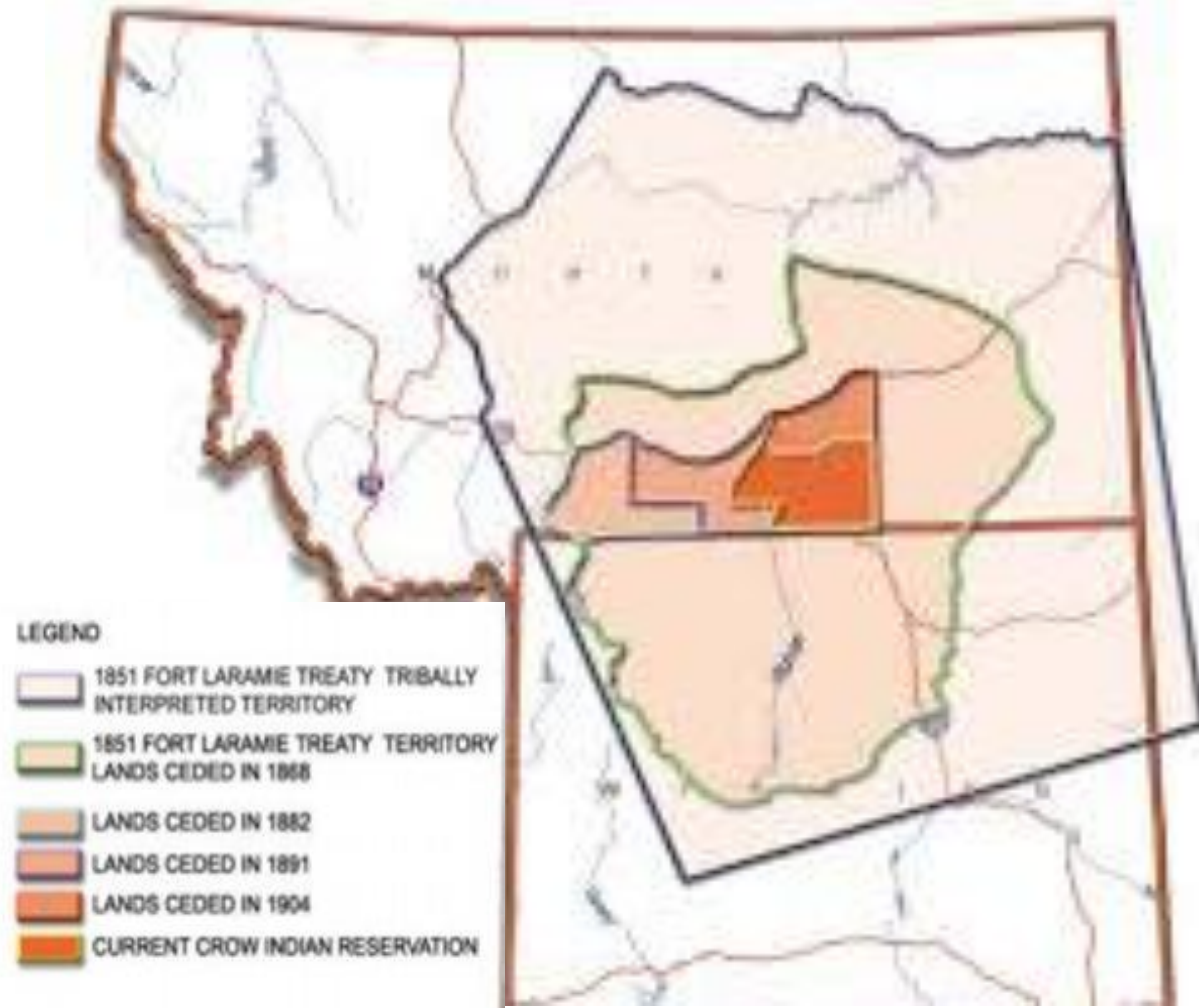 LEGEND
1851 FORT LARAMIE TREATY TRIBALLY
INTERPRETED TERRITORY
1851 FORT LARAMIE TREATY TERRITORY
LANDS CEDED IN 1868
LANDS CEDED IN 1882
LANDS CEDED IN 1891
LANDS CEDED IN 1904
CURRENT CROW INDIAN RESERVATION